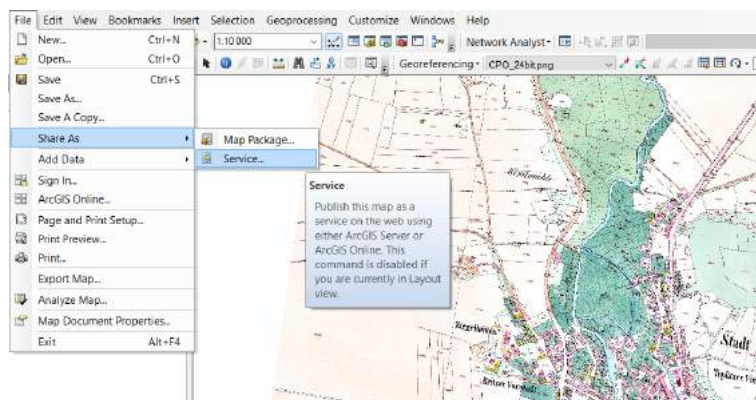 File Edit View Bookmarks Insert Selection Geoprocessing Customize Windows Help
New... Ctrl+N
1:10 000
Network Analyst
Open... Ctrl+O
Georeferencing CPO_24bit.png
Save Ctrl+S
Save As...
Save A Copy...
Share As
Map Package...
Add Data
Service...
Sign In...
ArcGIS Online...
Page and Print Setup...
Print Preview...
Print...
Export Map...
Analyze Map...
Map Document Properties...
Exit Alt+F4
Service
Publish this map as a
service on the web using
either ArcGIS Server or
ArcGIS Online. This
command is disabled if
you are currently in Layout
view.
Stadt